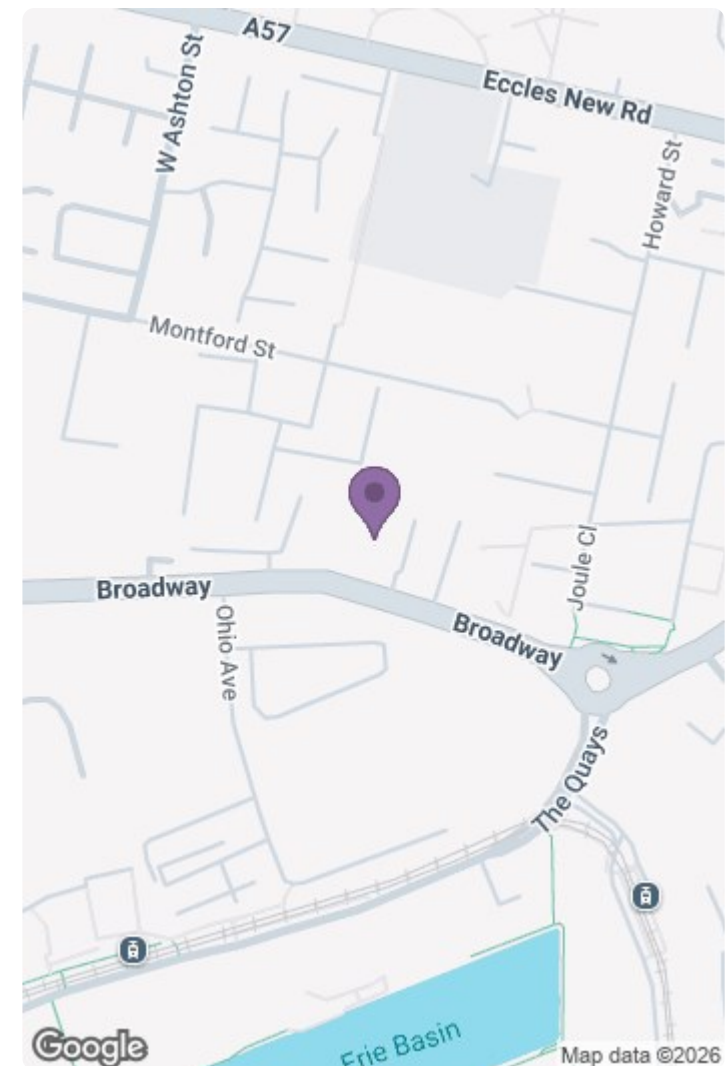 A57
Eccles New Rd
W Ashton St
Howard St
Montford St
Joule Cl
Broadway
Ohio Ave
Broadway
The Quays
Erie Basin
Google
Map data ©2026